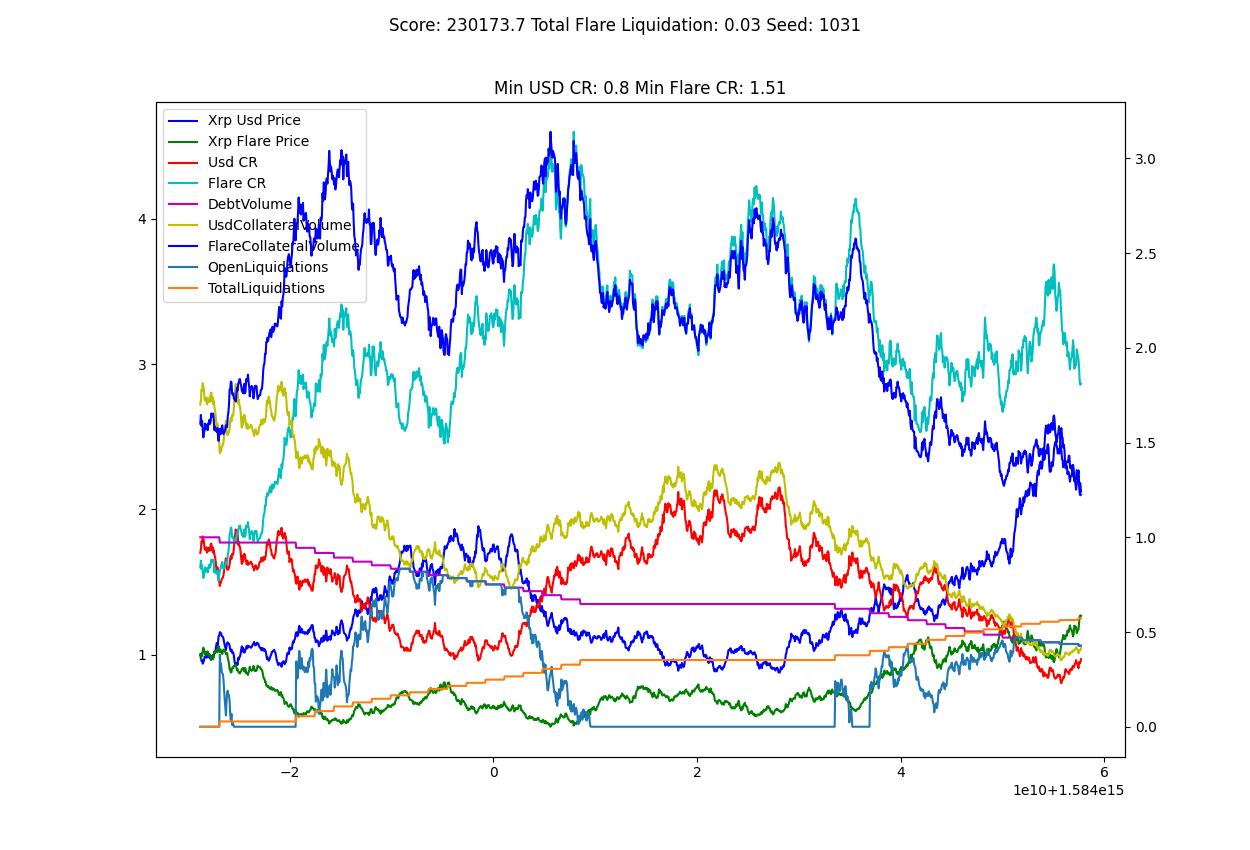 Score: 230173.7 Total Flare Liquidation: 0.03 Seed: 1031
Min USD CR: 0.8 Min Flare CR: 1.51
Xrp Usd Price
Xrp Flare Price
Usd CR
Flare CR
DebtVolume
UsdCollateralVolume
FlareCollateralVolume
OpenLiquidations
TotalLiquidations
4
3
2
1
3.0
2.5
2.0
1.5
1.0
0.5
0.0
−2
0
2
4
6
1e10+1.584e15